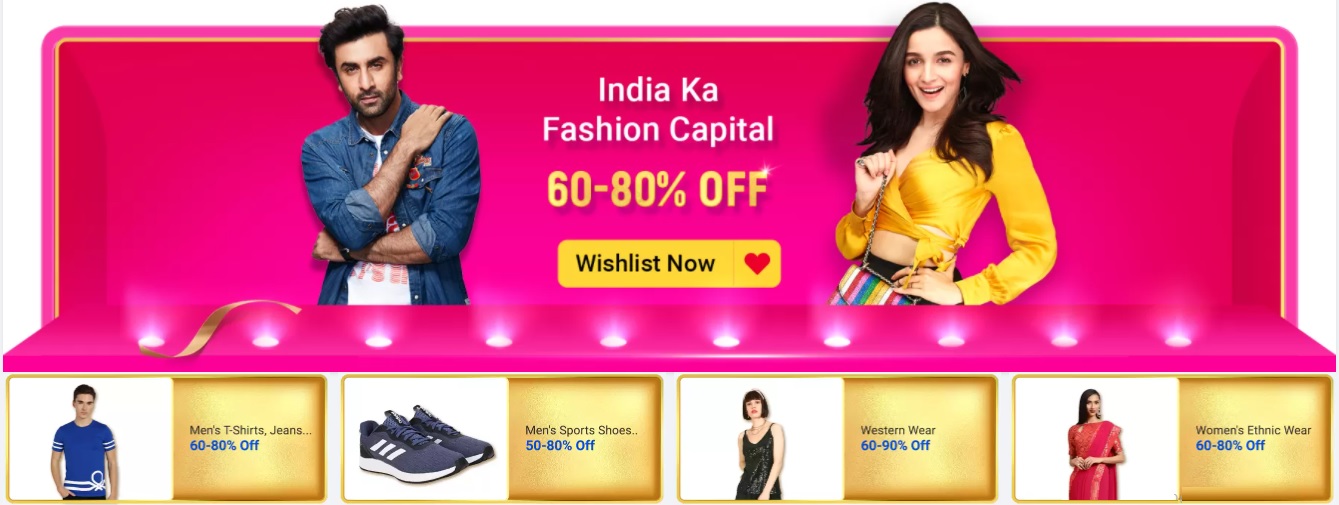 India Ka
Fashion Capital
60-80% OFF
Wishlist Now
Men's T-Shirts, Jeans...
60-80% Off
Men's Sports Shoes..
50-80% Off
Western Wear
60-90% Off
Women's Ethnic Wear
60-80% Off